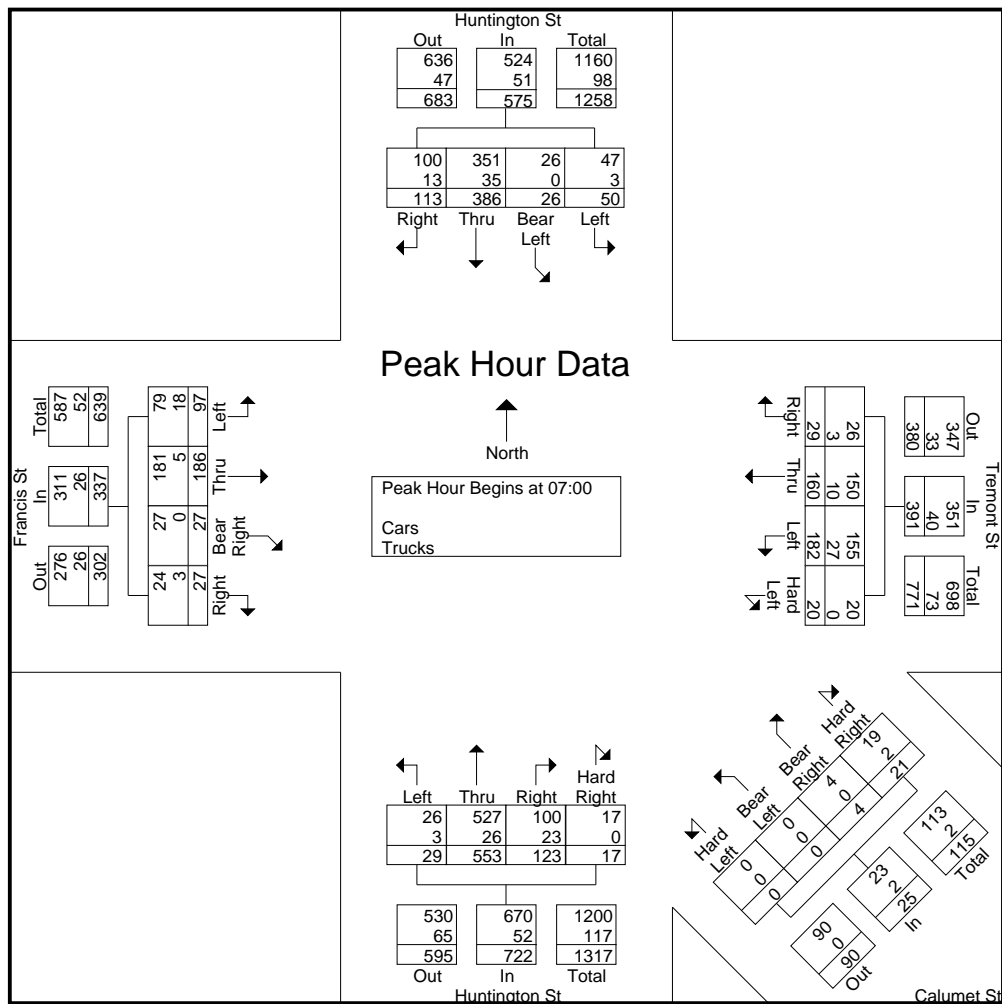 Huntington St
Out In Total
636 524 1160
47 51 98
683 575 1258
100 351 26 47
13 35 0 3
113 386 26 50
Right Thru Bear Left Left
Peak Hour Data
North
Peak Hour Begins at 07:00
Cars
Trucks
Francis St
Total In Out
587 311 276
52 26 26
639 337 302
79 181 27 24
18 5 0 3
97 186 27 27
Left Thru Bear Right Right
Tremont St
Out In Total
347 351 698
33 40 73
380 391 771
26 150 155 20
3 10 27 0
29 160 182 20
Right Thru Left Hard Left
Left Thru Right Hard Right
26 527 100 17
3 26 23 0
29 553 123 17
530 670 1200
65 52 117
595 722 1317
Out In Total
Huntington St
Hard Left Bear Left Bear Right Hard Right
0 0 4 19
0 0 0 2
0 0 4 21
90 23 113
0 2 2
90 25 115
Out In Total
Calumet St